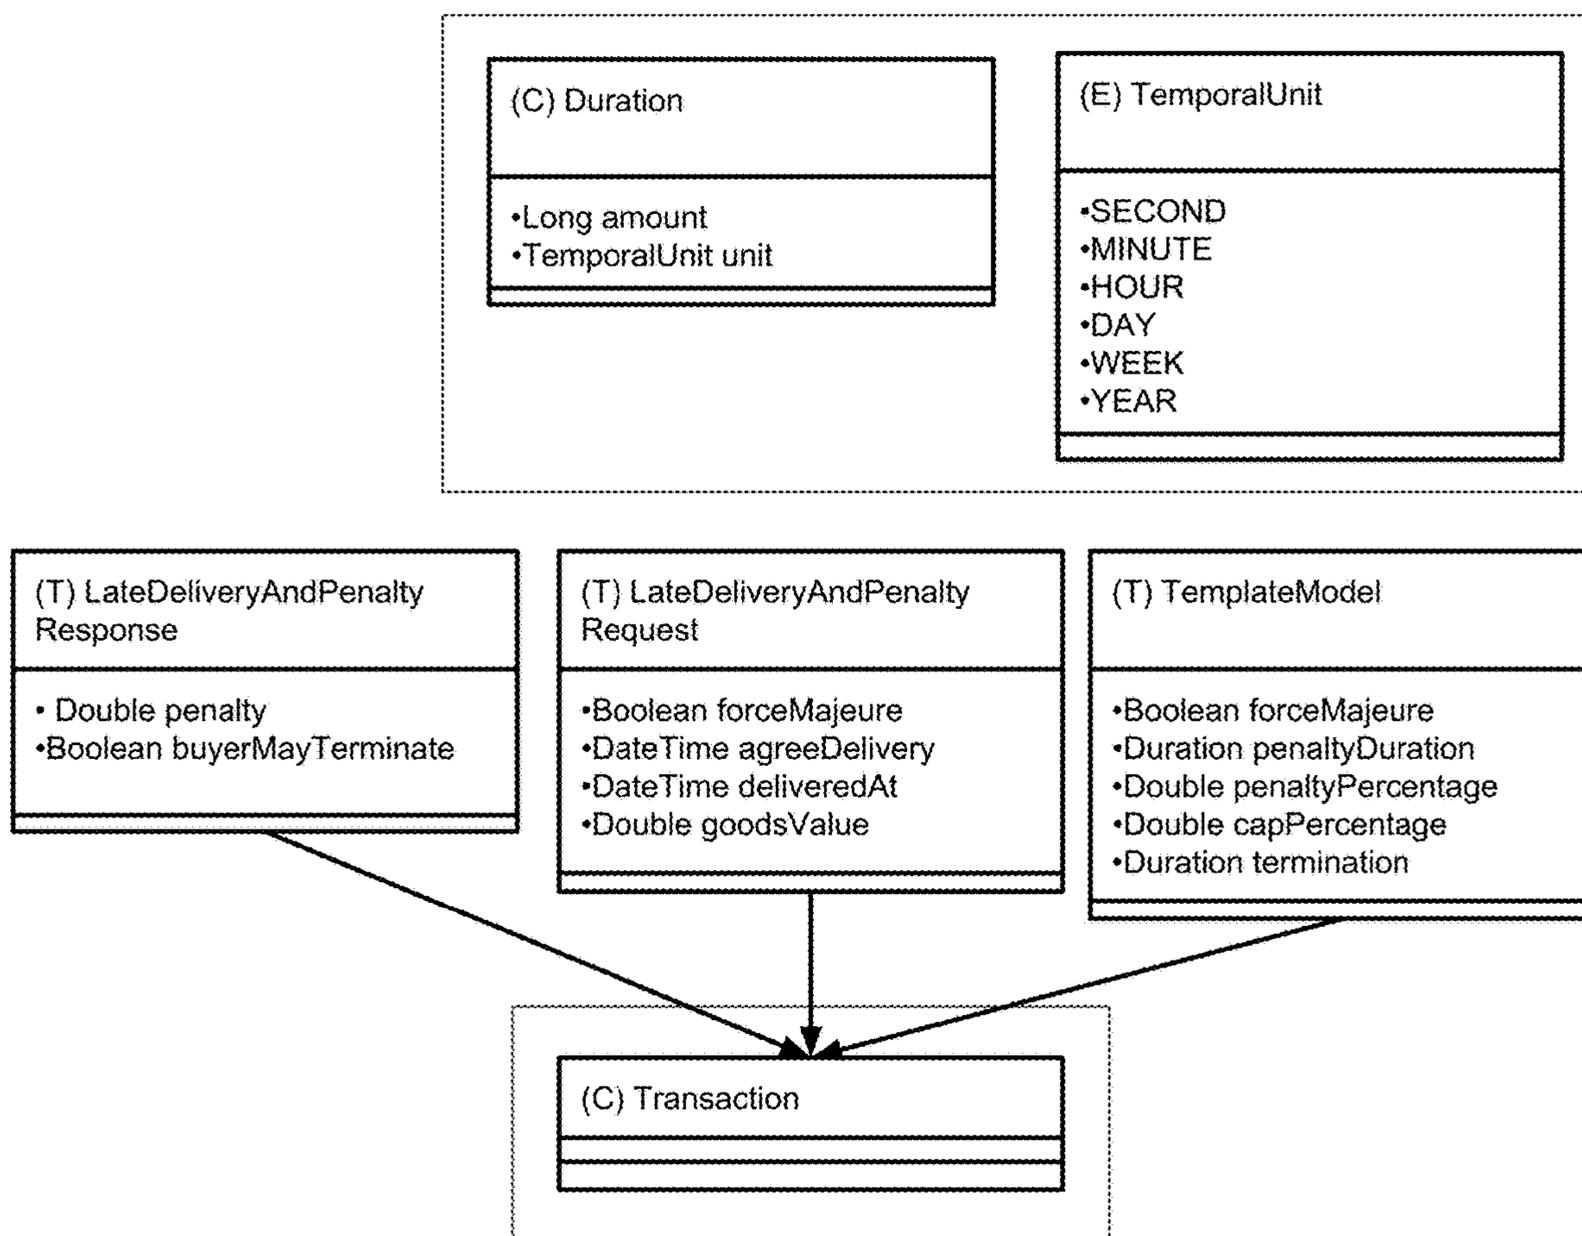 (C) Duration
•Long amount
•TemporalUnit unit
(E) TemporalUnit
•SECOND
•MINUTE
•HOUR
•DAY
•WEEK
•YEAR
(T) LateDeliveryAndPenalty
Response
• Double penalty
•Boolean buyerMayTerminate
(T) LateDeliveryAndPenalty
Request
•Boolean forceMajeure
•DateTime agreeDelivery
•DateTime deliveredAt
•Double goodsValue
(T) TemplateModel
•Boolean forceMajeure
•Duration penaltyDuration
•Double penaltyPercentage
•Double capPercentage
•Duration termination
(C) Transaction